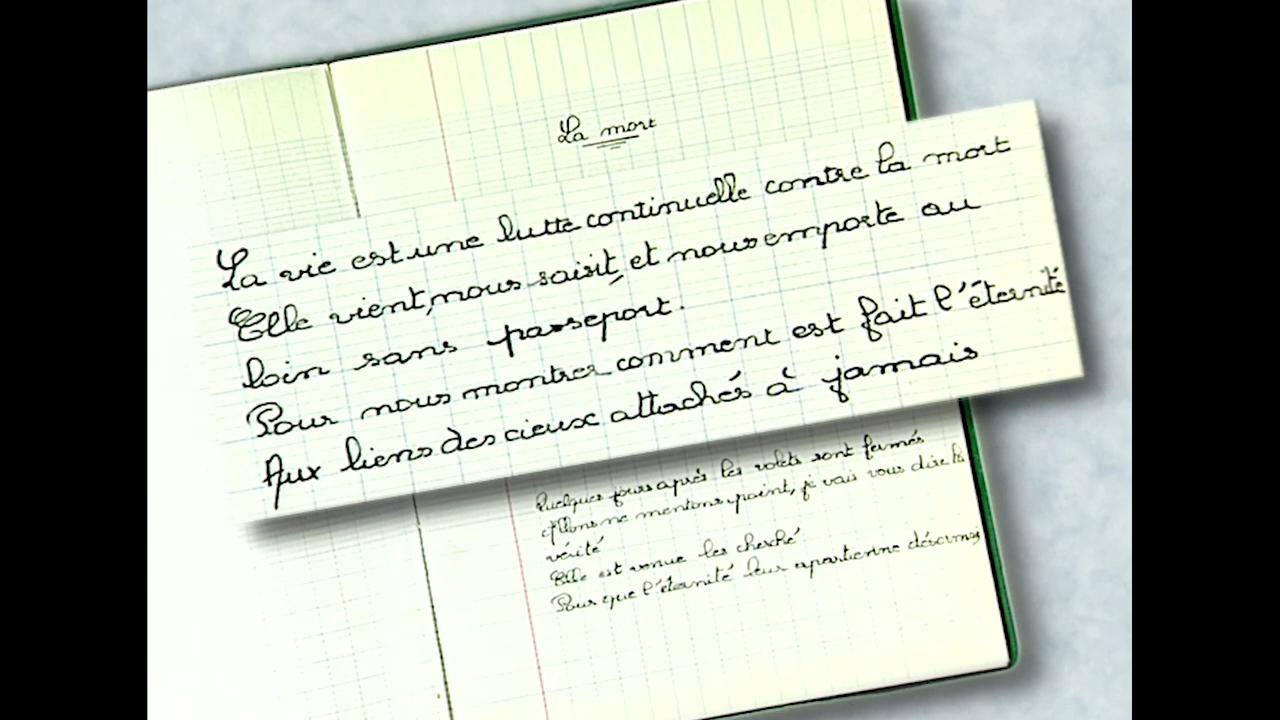 La mort
La vie est une lutte continuelle contre la mort
Elle vient, nous saisit, et nous emporte au
loin sans passeport.
Pour nous montrer comment est fait l'éternité
Aux liens des cieux attachés à jamais
Quelques jours après les volets sont fermés
Allons ne mentons point, je vais vous dire la
vérité
Elle est venue les cherché
Pour que l'éternité leur apartienne désormais